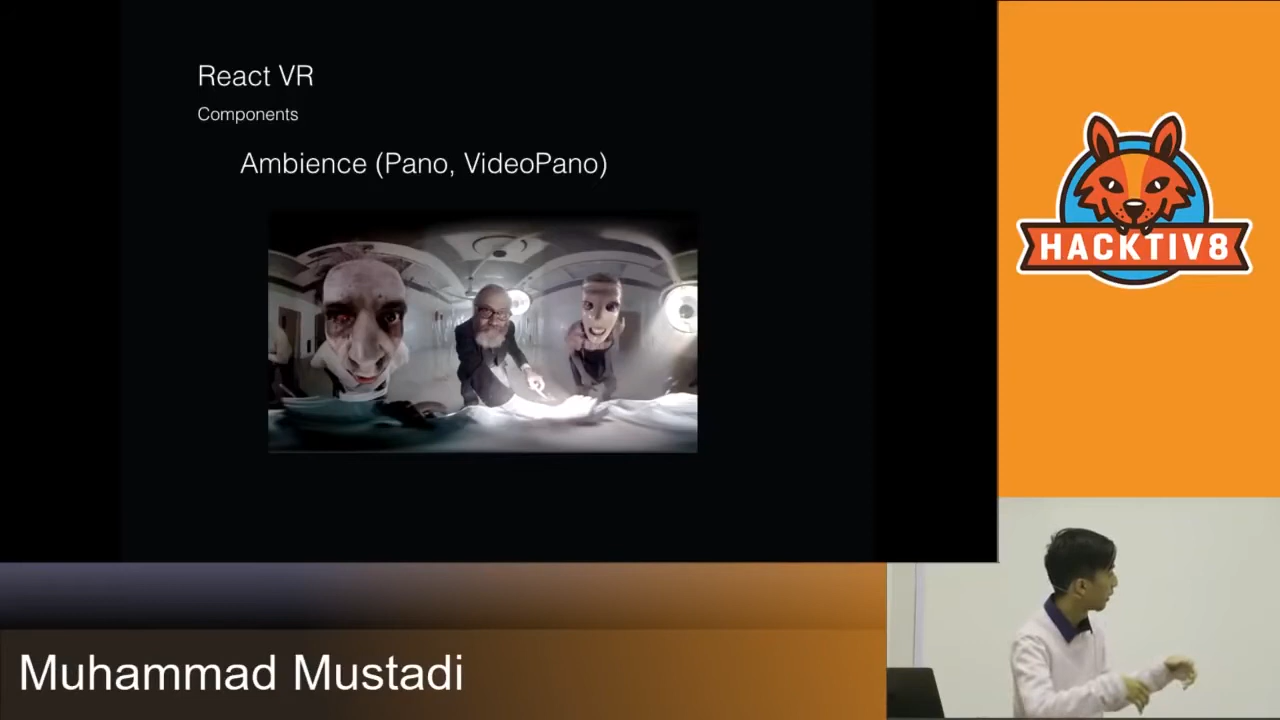 React VR
Components
Ambience (Pano, VideoPano)
HACKTIV8
Muhammad Mustadi